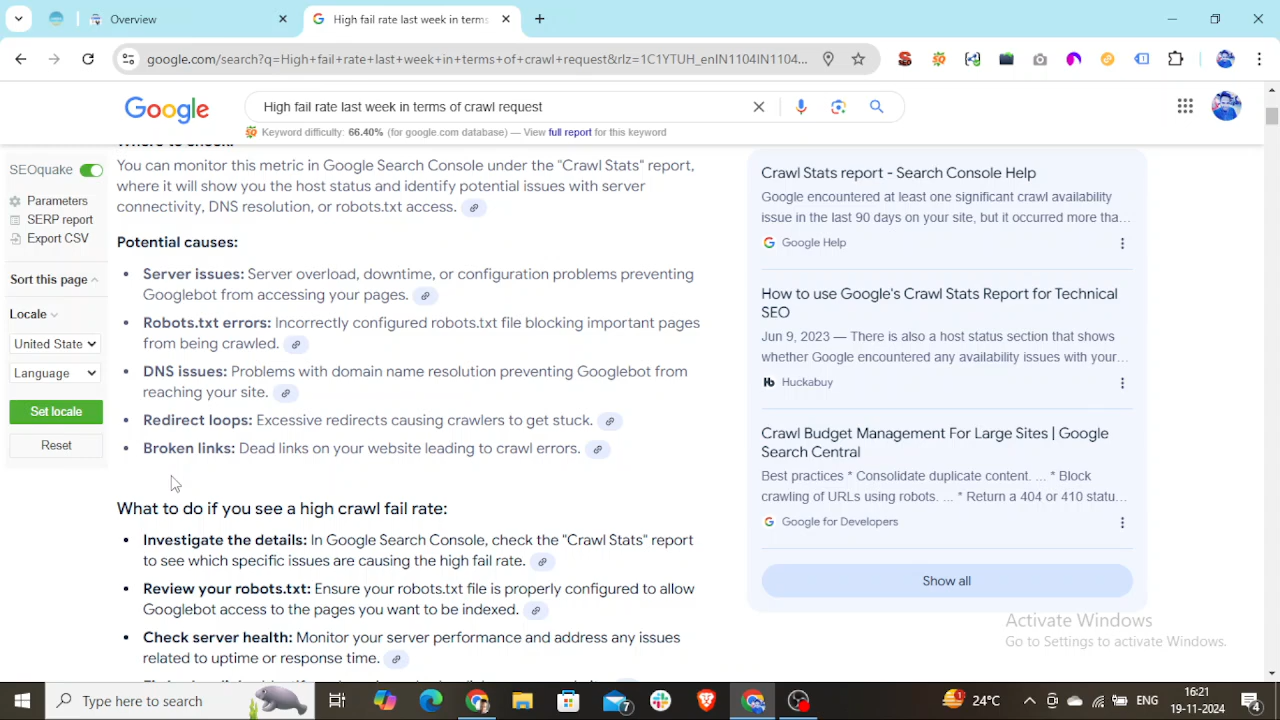 Overview
High fail rate last week in terms
google.com/search?q=High+fail+rate+last+week+in+terms+of+crawl+request&rlz=1C1YTUH_enIN1104IN1104...
Google
High fail rate last week in terms of crawl request
Keyword difficulty: 66.40% (for google.com database) — View full report for this keyword
SEOquake
Parameters
SERP report
Export CSV
Sort this page
Locale
United State
Language
Set locale
Reset
You can monitor this metric in Google Search Console under the "Crawl Stats" report,
where it will show you the host status and identify potential issues with server
connectivity, DNS resolution, or robots.txt access.
Potential causes:
• Server issues: Server overload, downtime, or configuration problems preventing
Googlebot from accessing your pages.
• Robots.txt errors: Incorrectly configured robots.txt file blocking important pages
from being crawled.
• DNS issues: Problems with domain name resolution preventing Googlebot from
reaching your site.
• Redirect loops: Excessive redirects causing crawlers to get stuck.
• Broken links: Dead links on your website leading to crawl errors.
What to do if you see a high crawl fail rate:
• Investigate the details: In Google Search Console, check the "Crawl Stats" report
to see which specific issues are causing the high fail rate.
• Review your robots.txt: Ensure your robots.txt file is properly configured to allow
Googlebot access to the pages you want to be indexed.
• Check server health: Monitor your server performance and address any issues
related to uptime or response time.
Crawl Stats report - Search Console Help
Google encountered at least one significant crawl availability
issue in the last 90 days on your site, but it occurred more tha...
Google Help
How to use Google's Crawl Stats Report for Technical
SEO
Jun 9, 2023 — There is also a host status section that shows
whether Google encountered any availability issues with your...
Huckabuy
Crawl Budget Management For Large Sites | Google
Search Central
Best practices * Consolidate duplicate content. ... * Block
crawling of URLs using robots. ... * Return a 404 or 410 statu...
Google for Developers
Show all
Activate Windows
Go to Settings to activate Windows.
Type here to search
7
1
24°C
ENG
16:21
19-11-2024
4